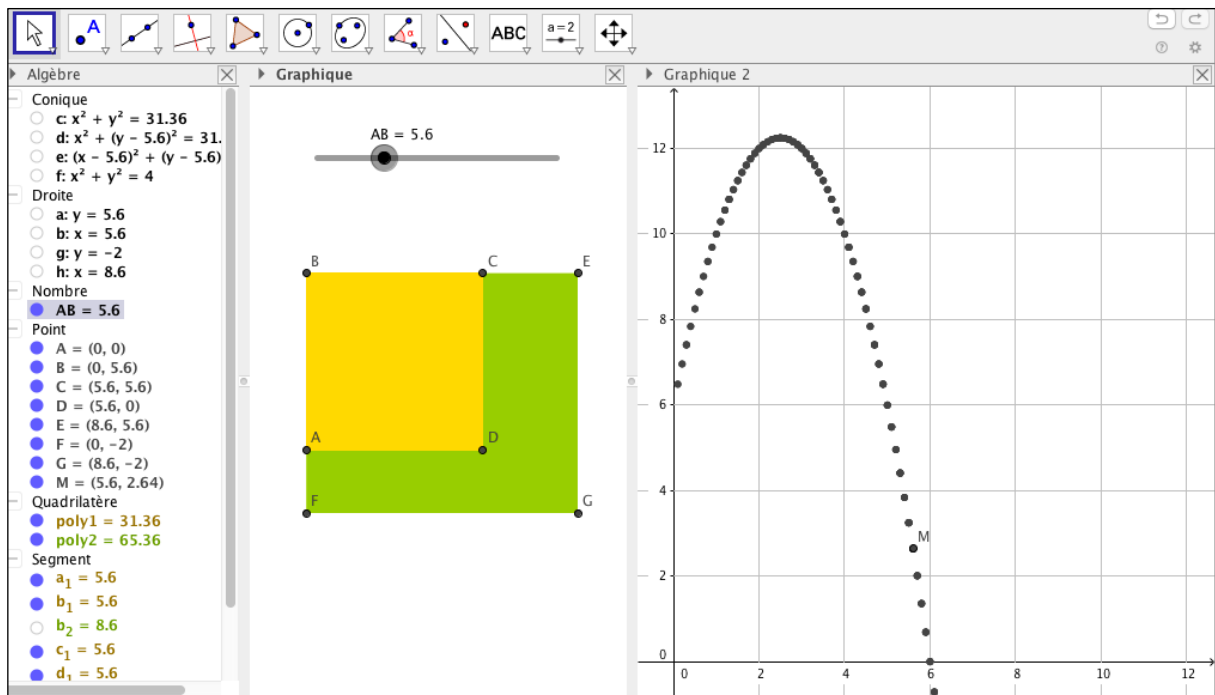 A
α
ABC
a=2
Algèbre
Conique
c: x² + y² = 31.36
d: x² + (y − 5.6)² = 31.
e: (x − 5.6)² + (y − 5.6)
f: x² + y² = 4
Droite
a: y = 5.6
b: x = 5.6
g: y = −2
h: x = 8.6
Nombre
AB = 5.6
Point
A = (0, 0)
B = (0, 5.6)
C = (5.6, 5.6)
D = (5.6, 0)
E = (8.6, 5.6)
F = (0, −2)
G = (8.6, −2)
M = (5.6, 2.64)
Quadrilatère
poly1 = 31.36
poly2 = 65.36
Segment
a₁ = 5.6
b₁ = 5.6
b₂ = 8.6
c₁ = 5.6
d₁ = 5.6
Graphique
AB = 5.6
B C E
A D
F G
Graphique 2
12
10
8
6
4
M
2
0
0 2 4 6 8 10 12